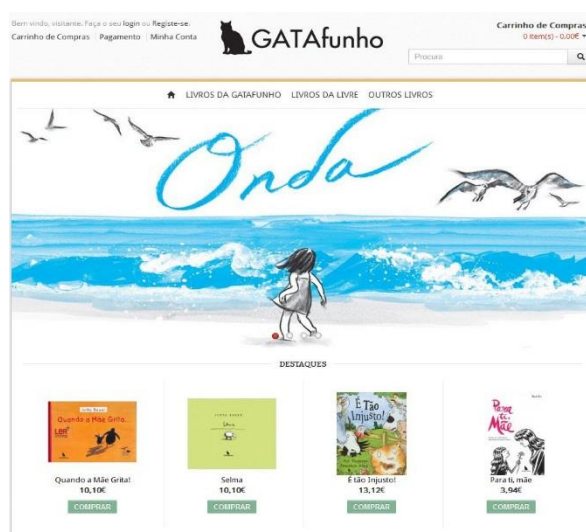 Bem vindo, visitante. Faça o seu login ou Registe-se.
Carrinho de Compras Pagamento Minha Conta
GATAfunho
Carrinho de Compras
0 item(s) - 0,00€
Procura
LIVROS DA GATAFUNHO LIVROS DA LIVRE OUTROS LIVROS
Onda
DESTAQUES
Quando a Mãe Grita...
LER
Selma
É Tão
Injusto!
Para
ti,
Mãe
Quando a Mãe Grita! Selma É tão Injusto! Para ti, mãe
10,10€ 10,10€ 13,12€ 3,94€
COMPRAR COMPRAR COMPRAR COMPRAR